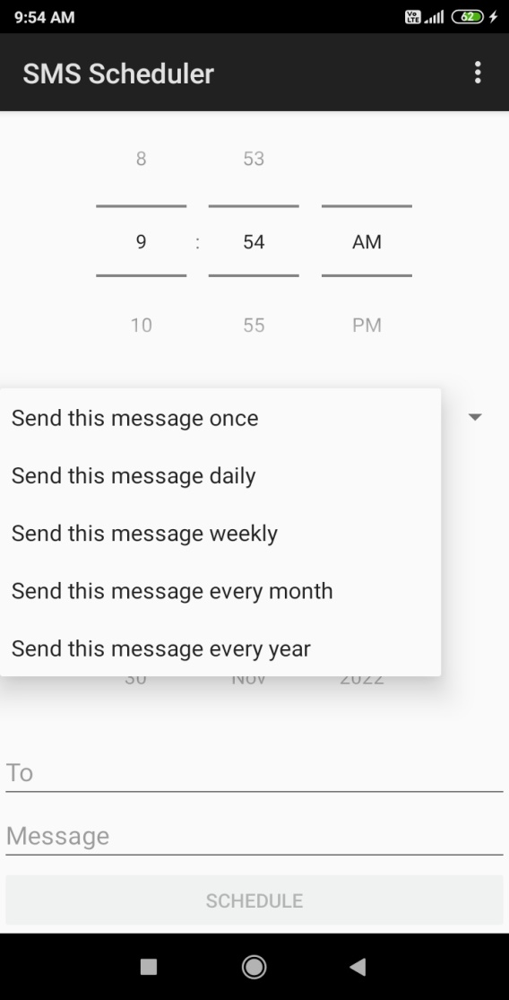 9:54 AM
Vo LTE 62
SMS Scheduler
8 53
9 : 54 AM
10 55 PM
Send this message once
Send this message daily
Send this message weekly
Send this message every month
Send this message every year
30 Nov 2022
To
Message
SCHEDULE